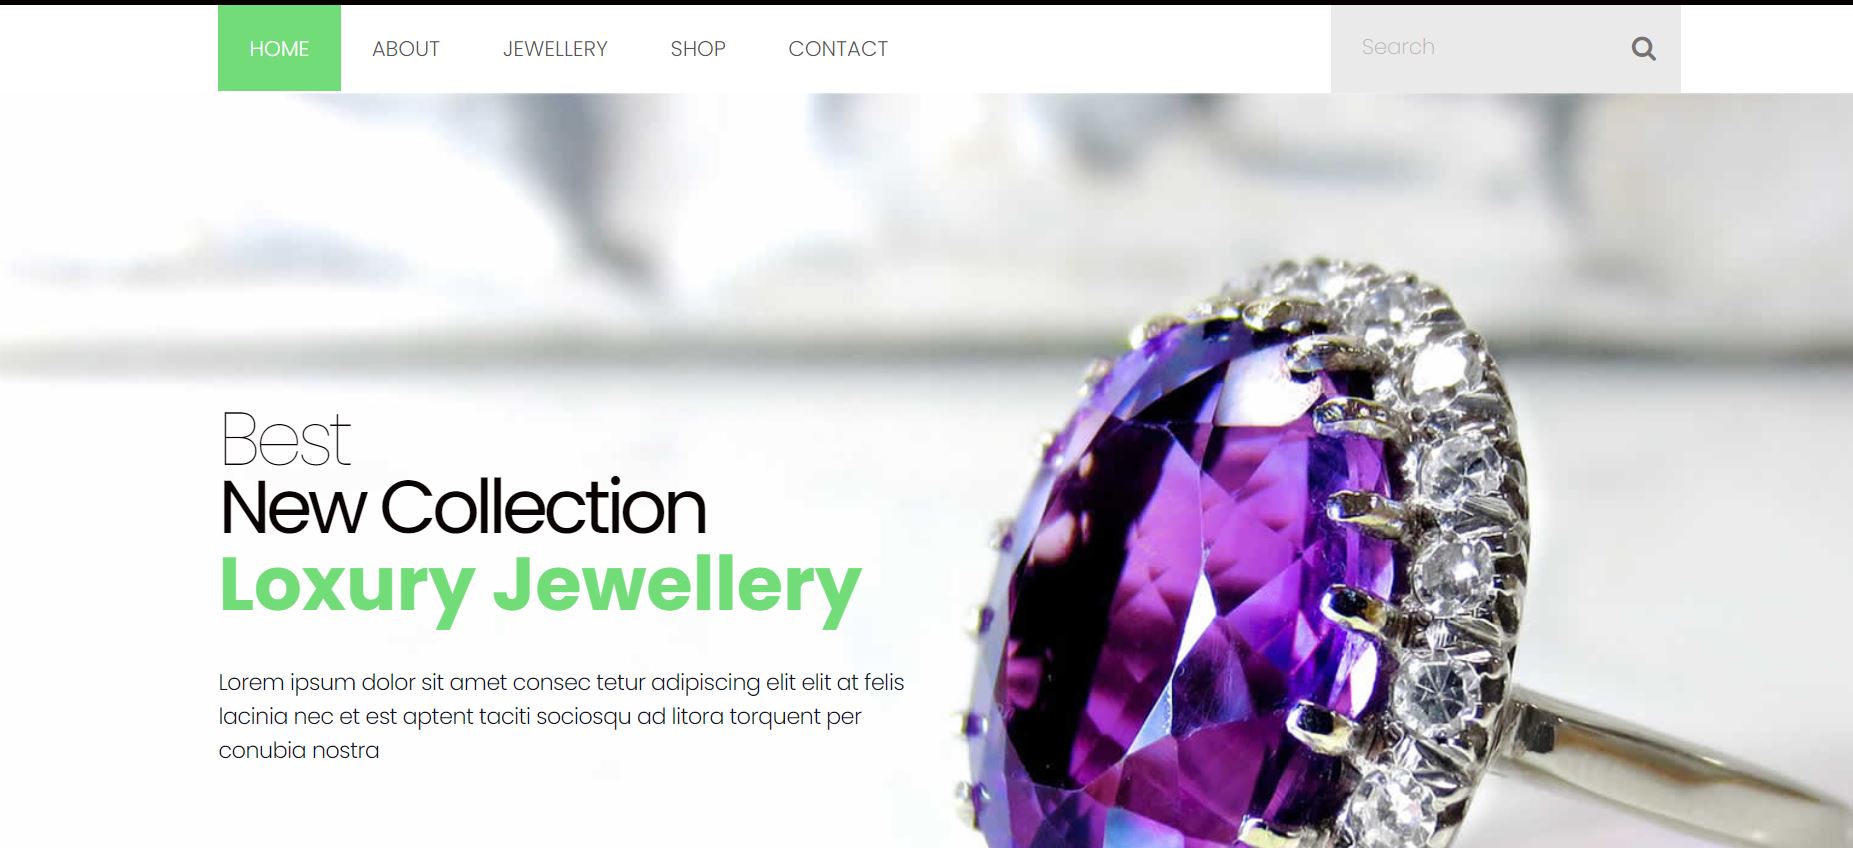 HOME ABOUT JEWELLERY SHOP CONTACT Search
Best
New Collection
Loxury Jewellery
Lorem ipsum dolor sit amet consec tetur adipiscing elit elit at felis
lacinia nec et est aptent taciti sociosqu ad litora torquent per
conubia nostra